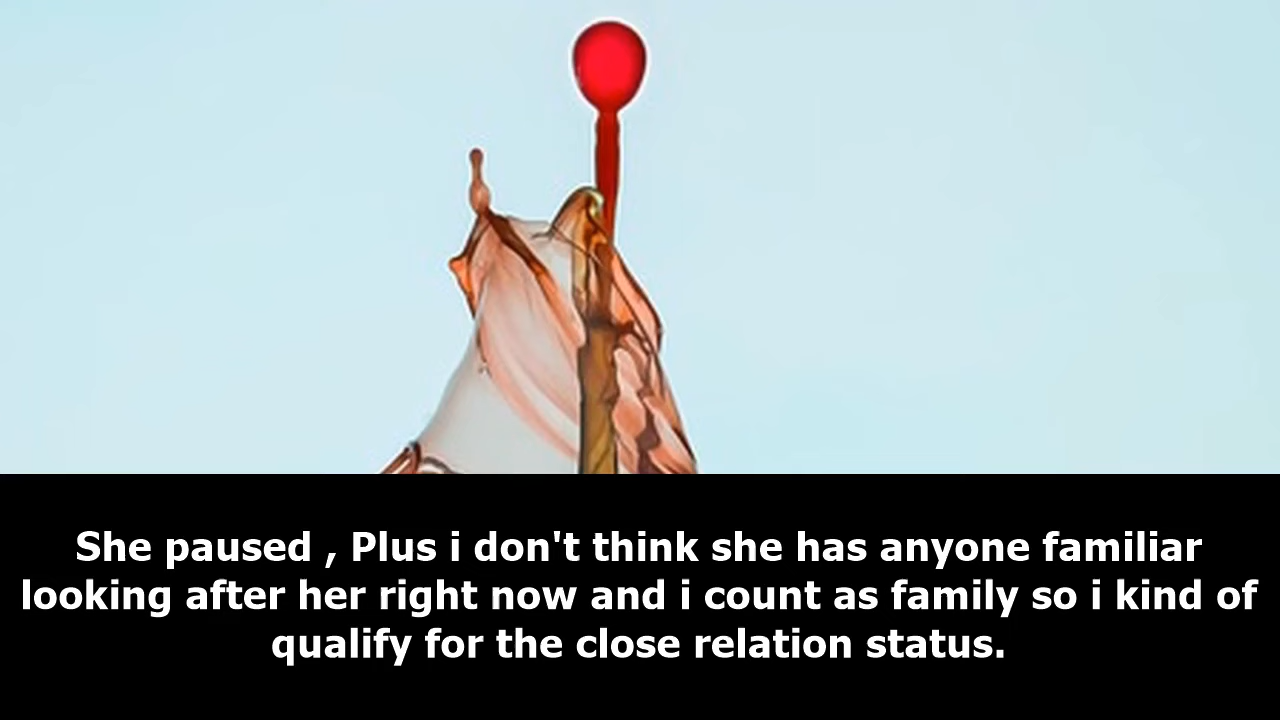 She paused , Plus i don't think she has anyone familiar
looking after her right now and i count as family so i kind of
qualify for the close relation status.